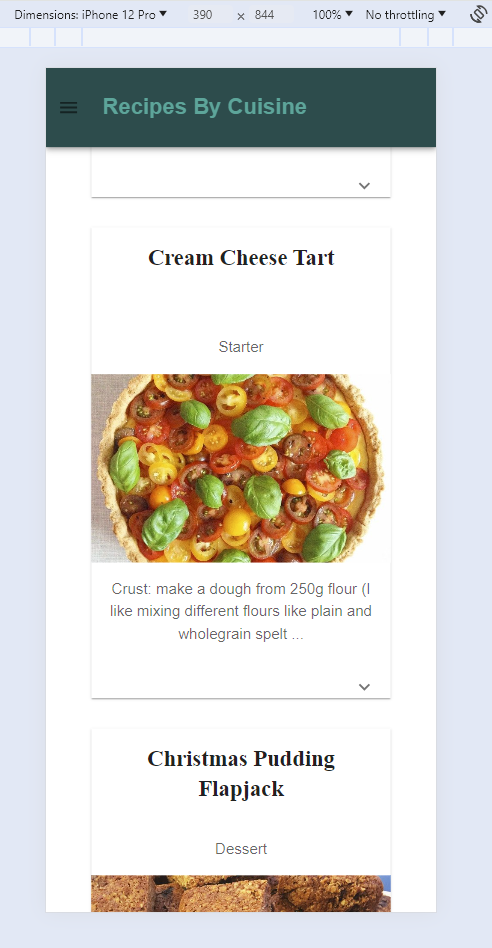 Dimensions: iPhone 12 Pro ▼ 390 × 844 100% ▼ No throttling ▼
Recipes By Cuisine
Cream Cheese Tart
Starter
Crust: make a dough from 250g flour (I
like mixing different flours like plain and
wholegrain spelt ...
Christmas Pudding
Flapjack
Dessert